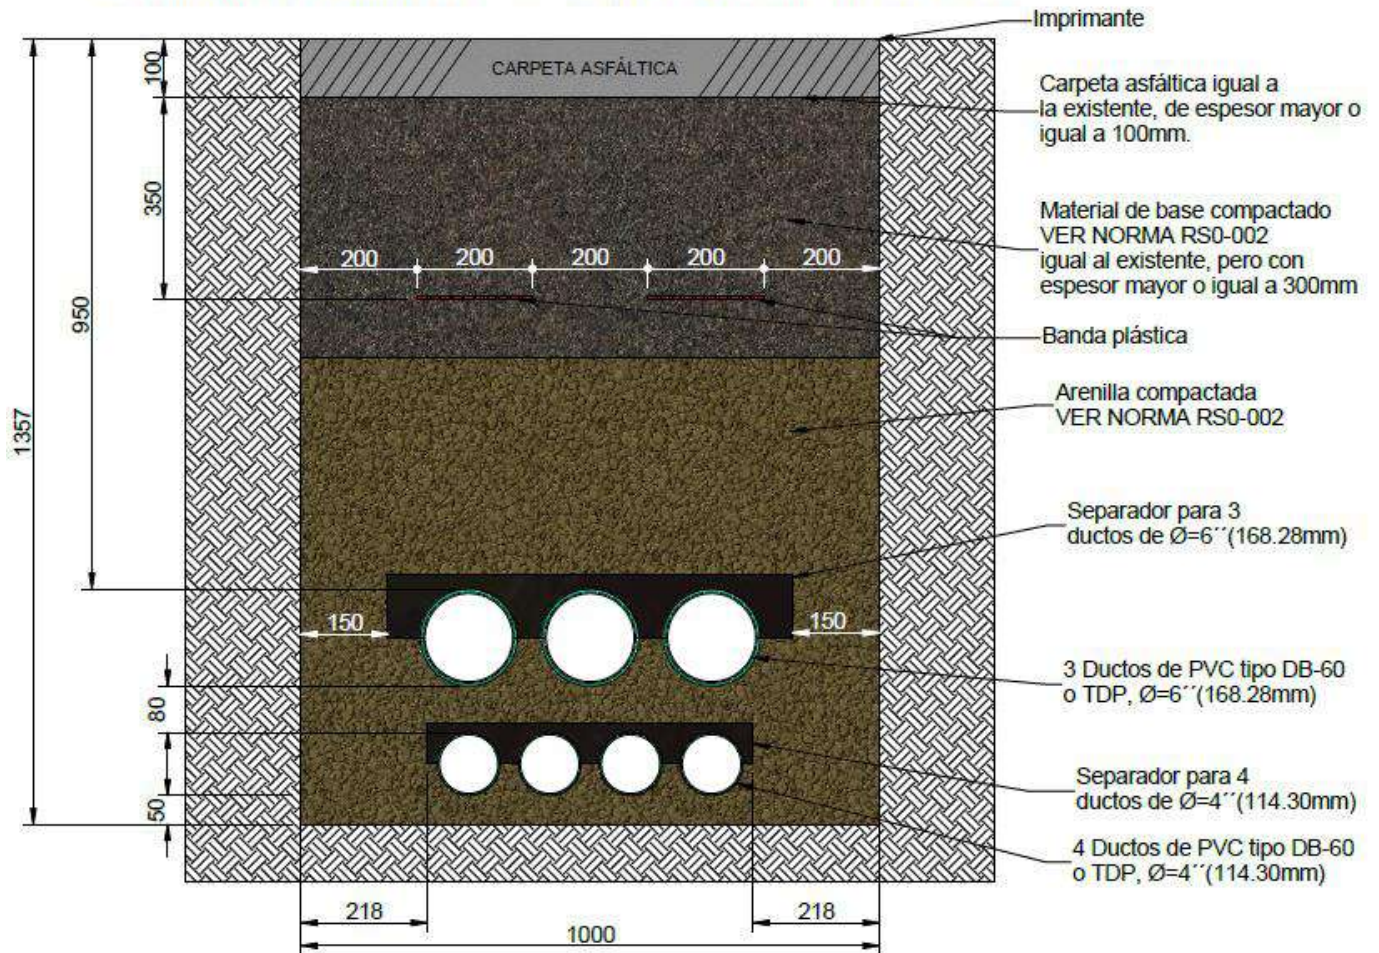 Imprimante
CARPETA ASFÁLTICA
Carpeta asfáltica igual a
la existente, de espesor mayor o
igual a 100mm.
Material de base compactado
VER NORMA RS0-002
igual al existente, pero con
espesor mayor o igual a 300mm
Banda plástica
Arenilla compactada
VER NORMA RS0-002
Separador para 3
ductos de Ø=6´´(168.28mm)
3 Ductos de PVC tipo DB-60
o TDP, Ø=6´´(168.28mm)
Separador para 4
ductos de Ø=4´´(114.30mm)
4 Ductos de PVC tipo DB-60
o TDP, Ø=4´´(114.30mm)
100
350
950
1357
80
50
200 200 200 200 200
150 150
218 218
1000